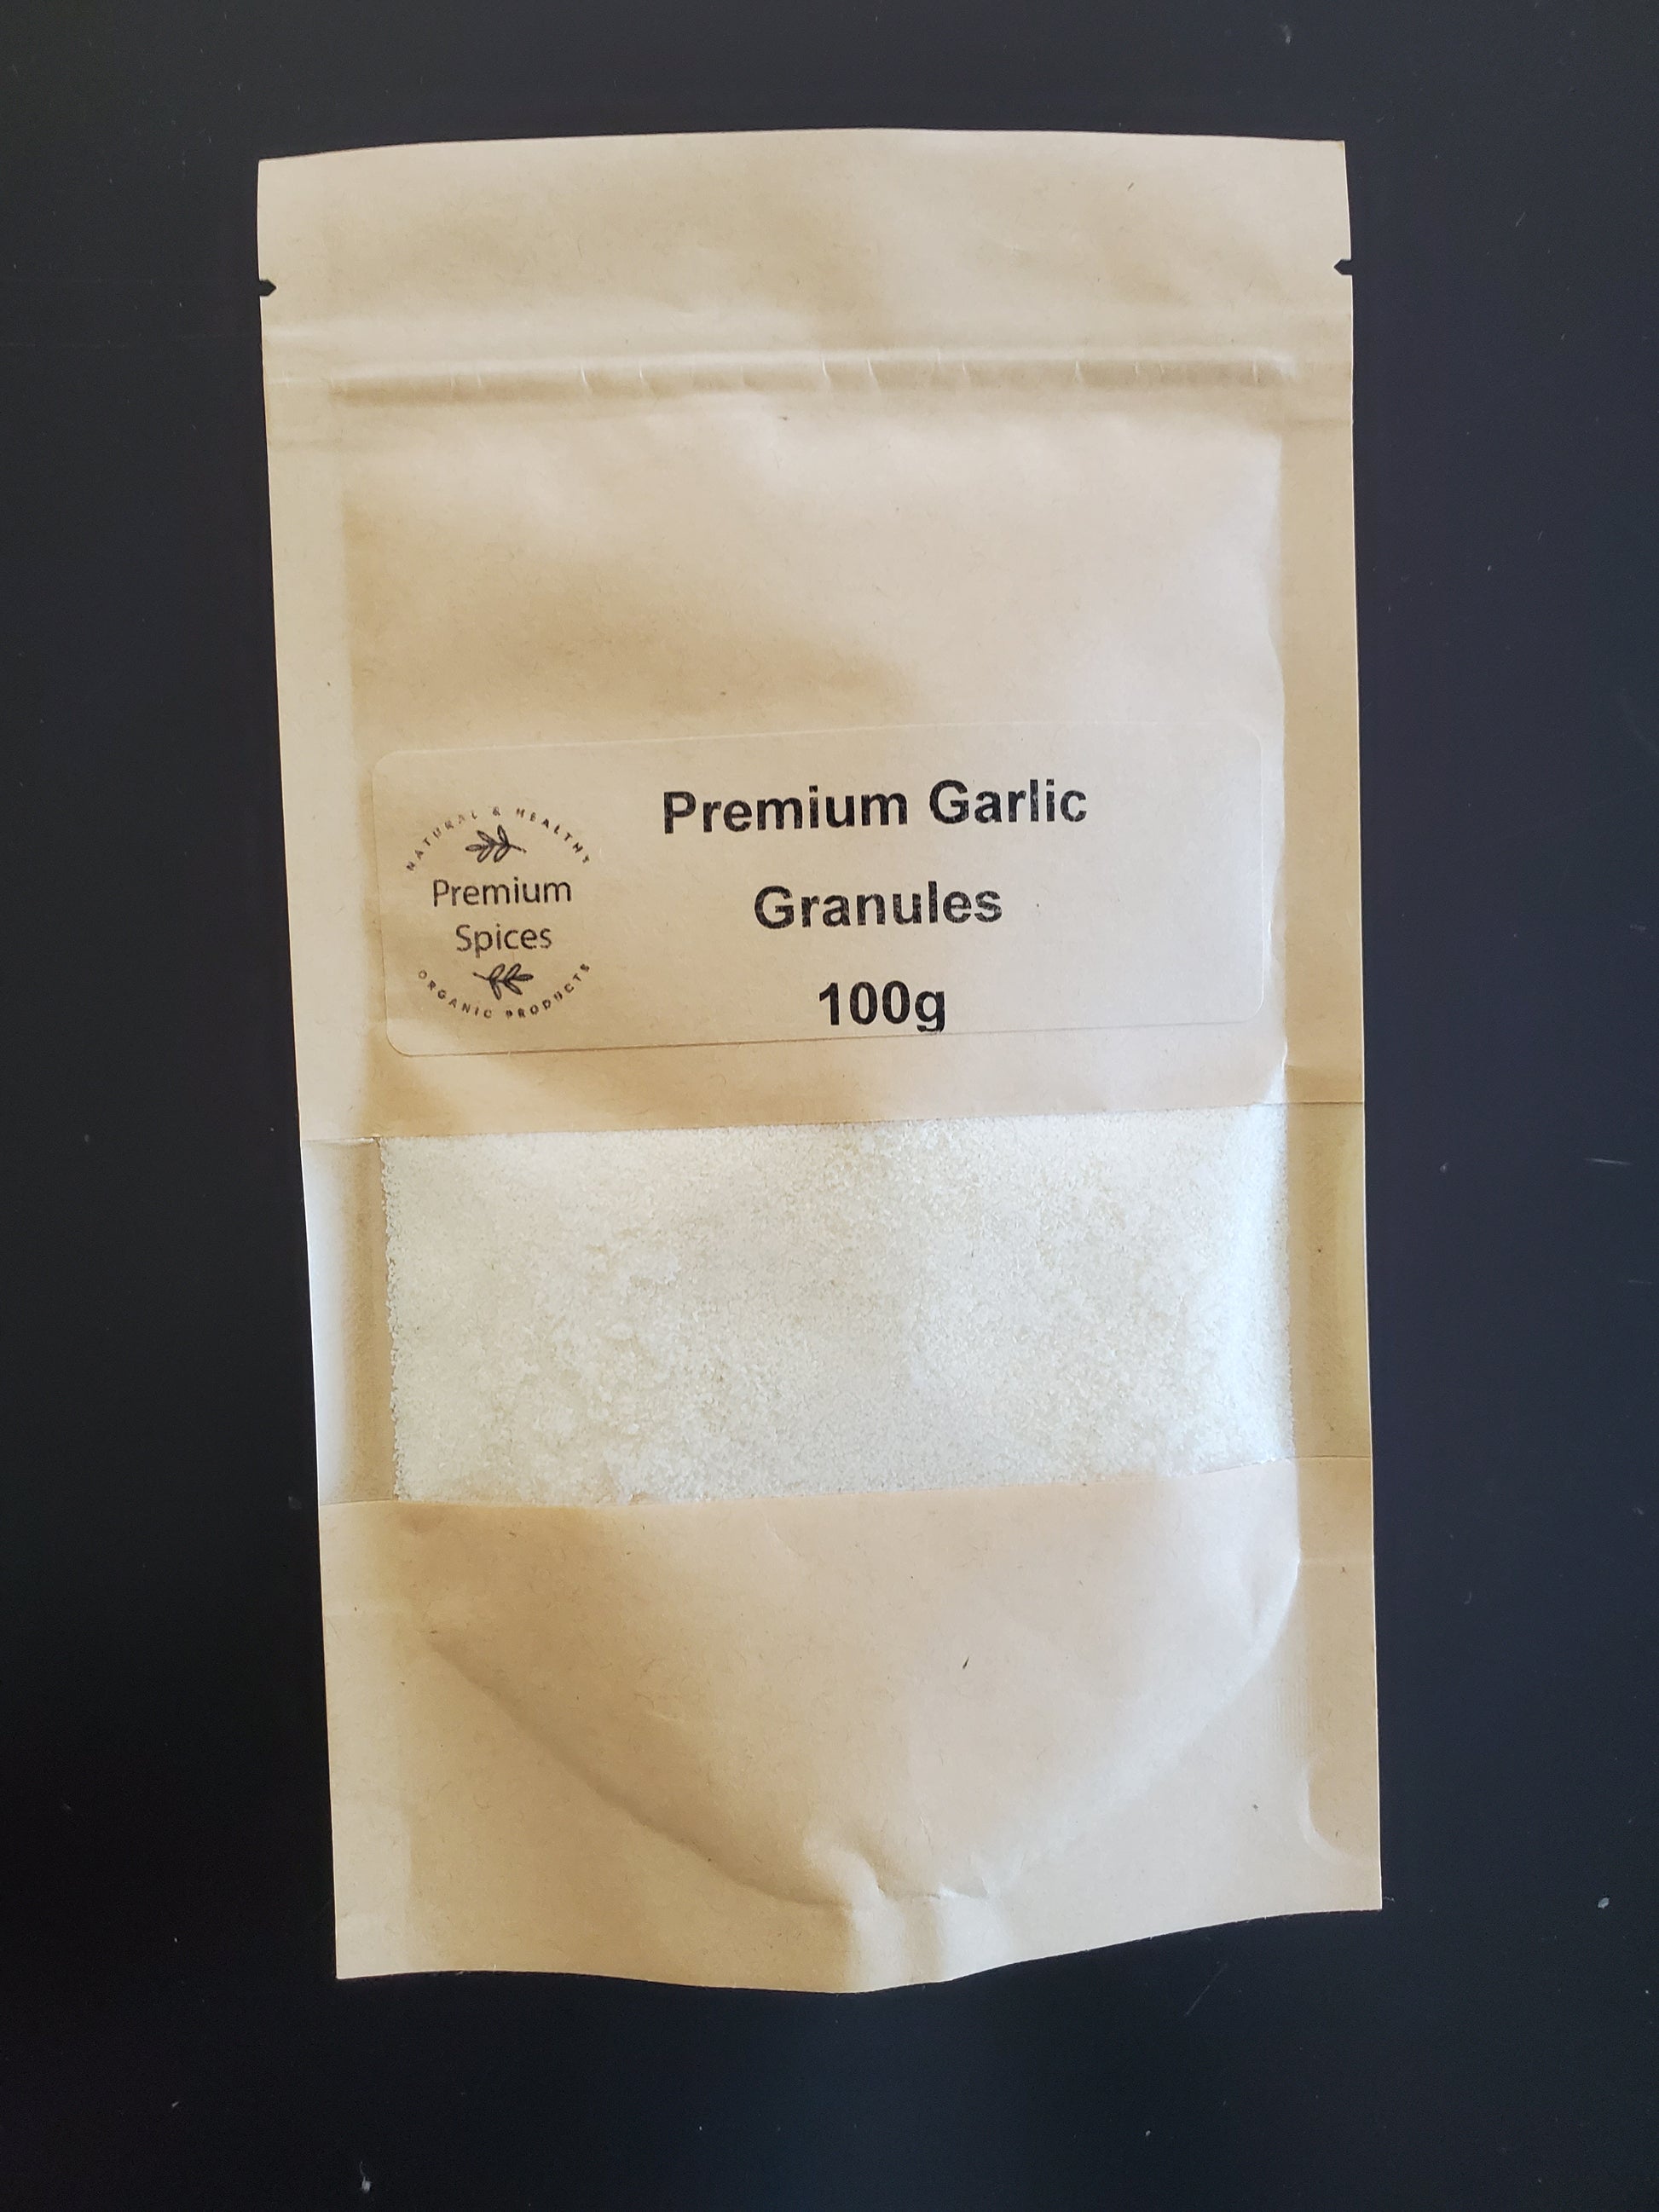 NATURAL & HEALTHY
Premium
Spices
ORGANIC PRODUCTS
Premium Garlic
Granules
100g